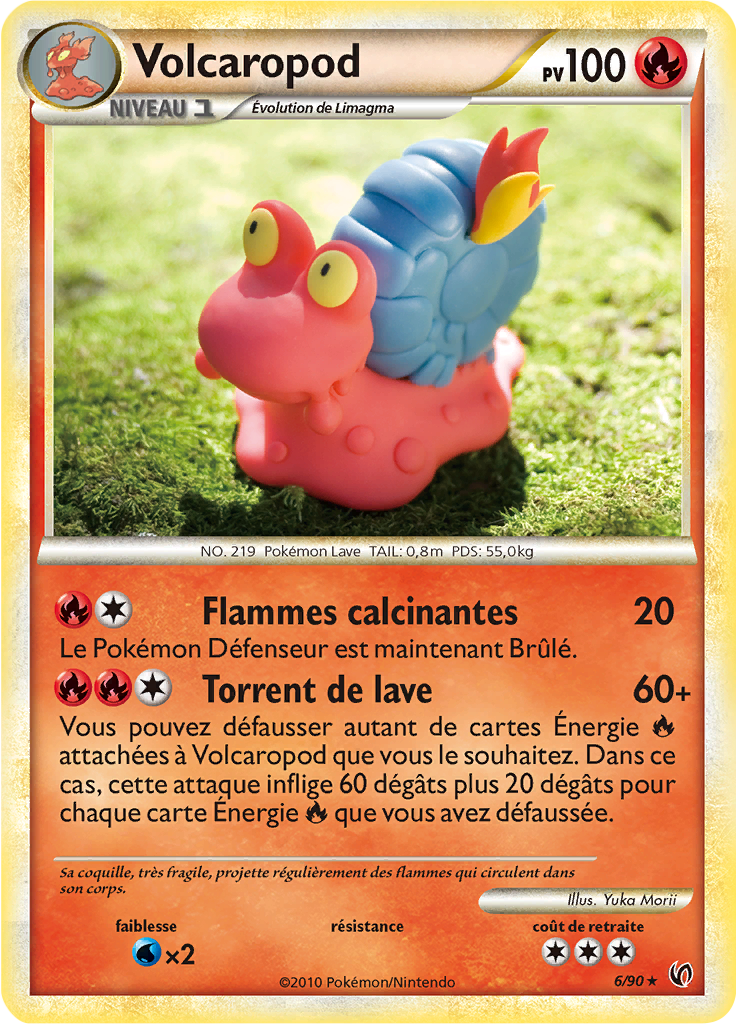 Volcaropod
PV100
NIVEAU 1
Évolution de Limagma
NO. 219 Pokémon Lave TAIL: 0,8m PDS: 55,0kg
Flammes calcinantes 20
Le Pokémon Défenseur est maintenant Brûlé.
Torrent de lave 60+
Vous pouvez défausser autant de cartes Énergie
attachées à Volcaropod que vous le souhaitez. Dans ce
cas, cette attaque inflige 60 dégâts plus 20 dégâts pour
chaque carte Énergie que vous avez défaussée.
Sa coquille, très fragile, projette régulièrement des flammes qui circulent dans
son corps.
Illus. Yuka Morii
faiblesse résistance coût de retraite
×2
©2010 Pokémon/Nintendo
6/90 ★